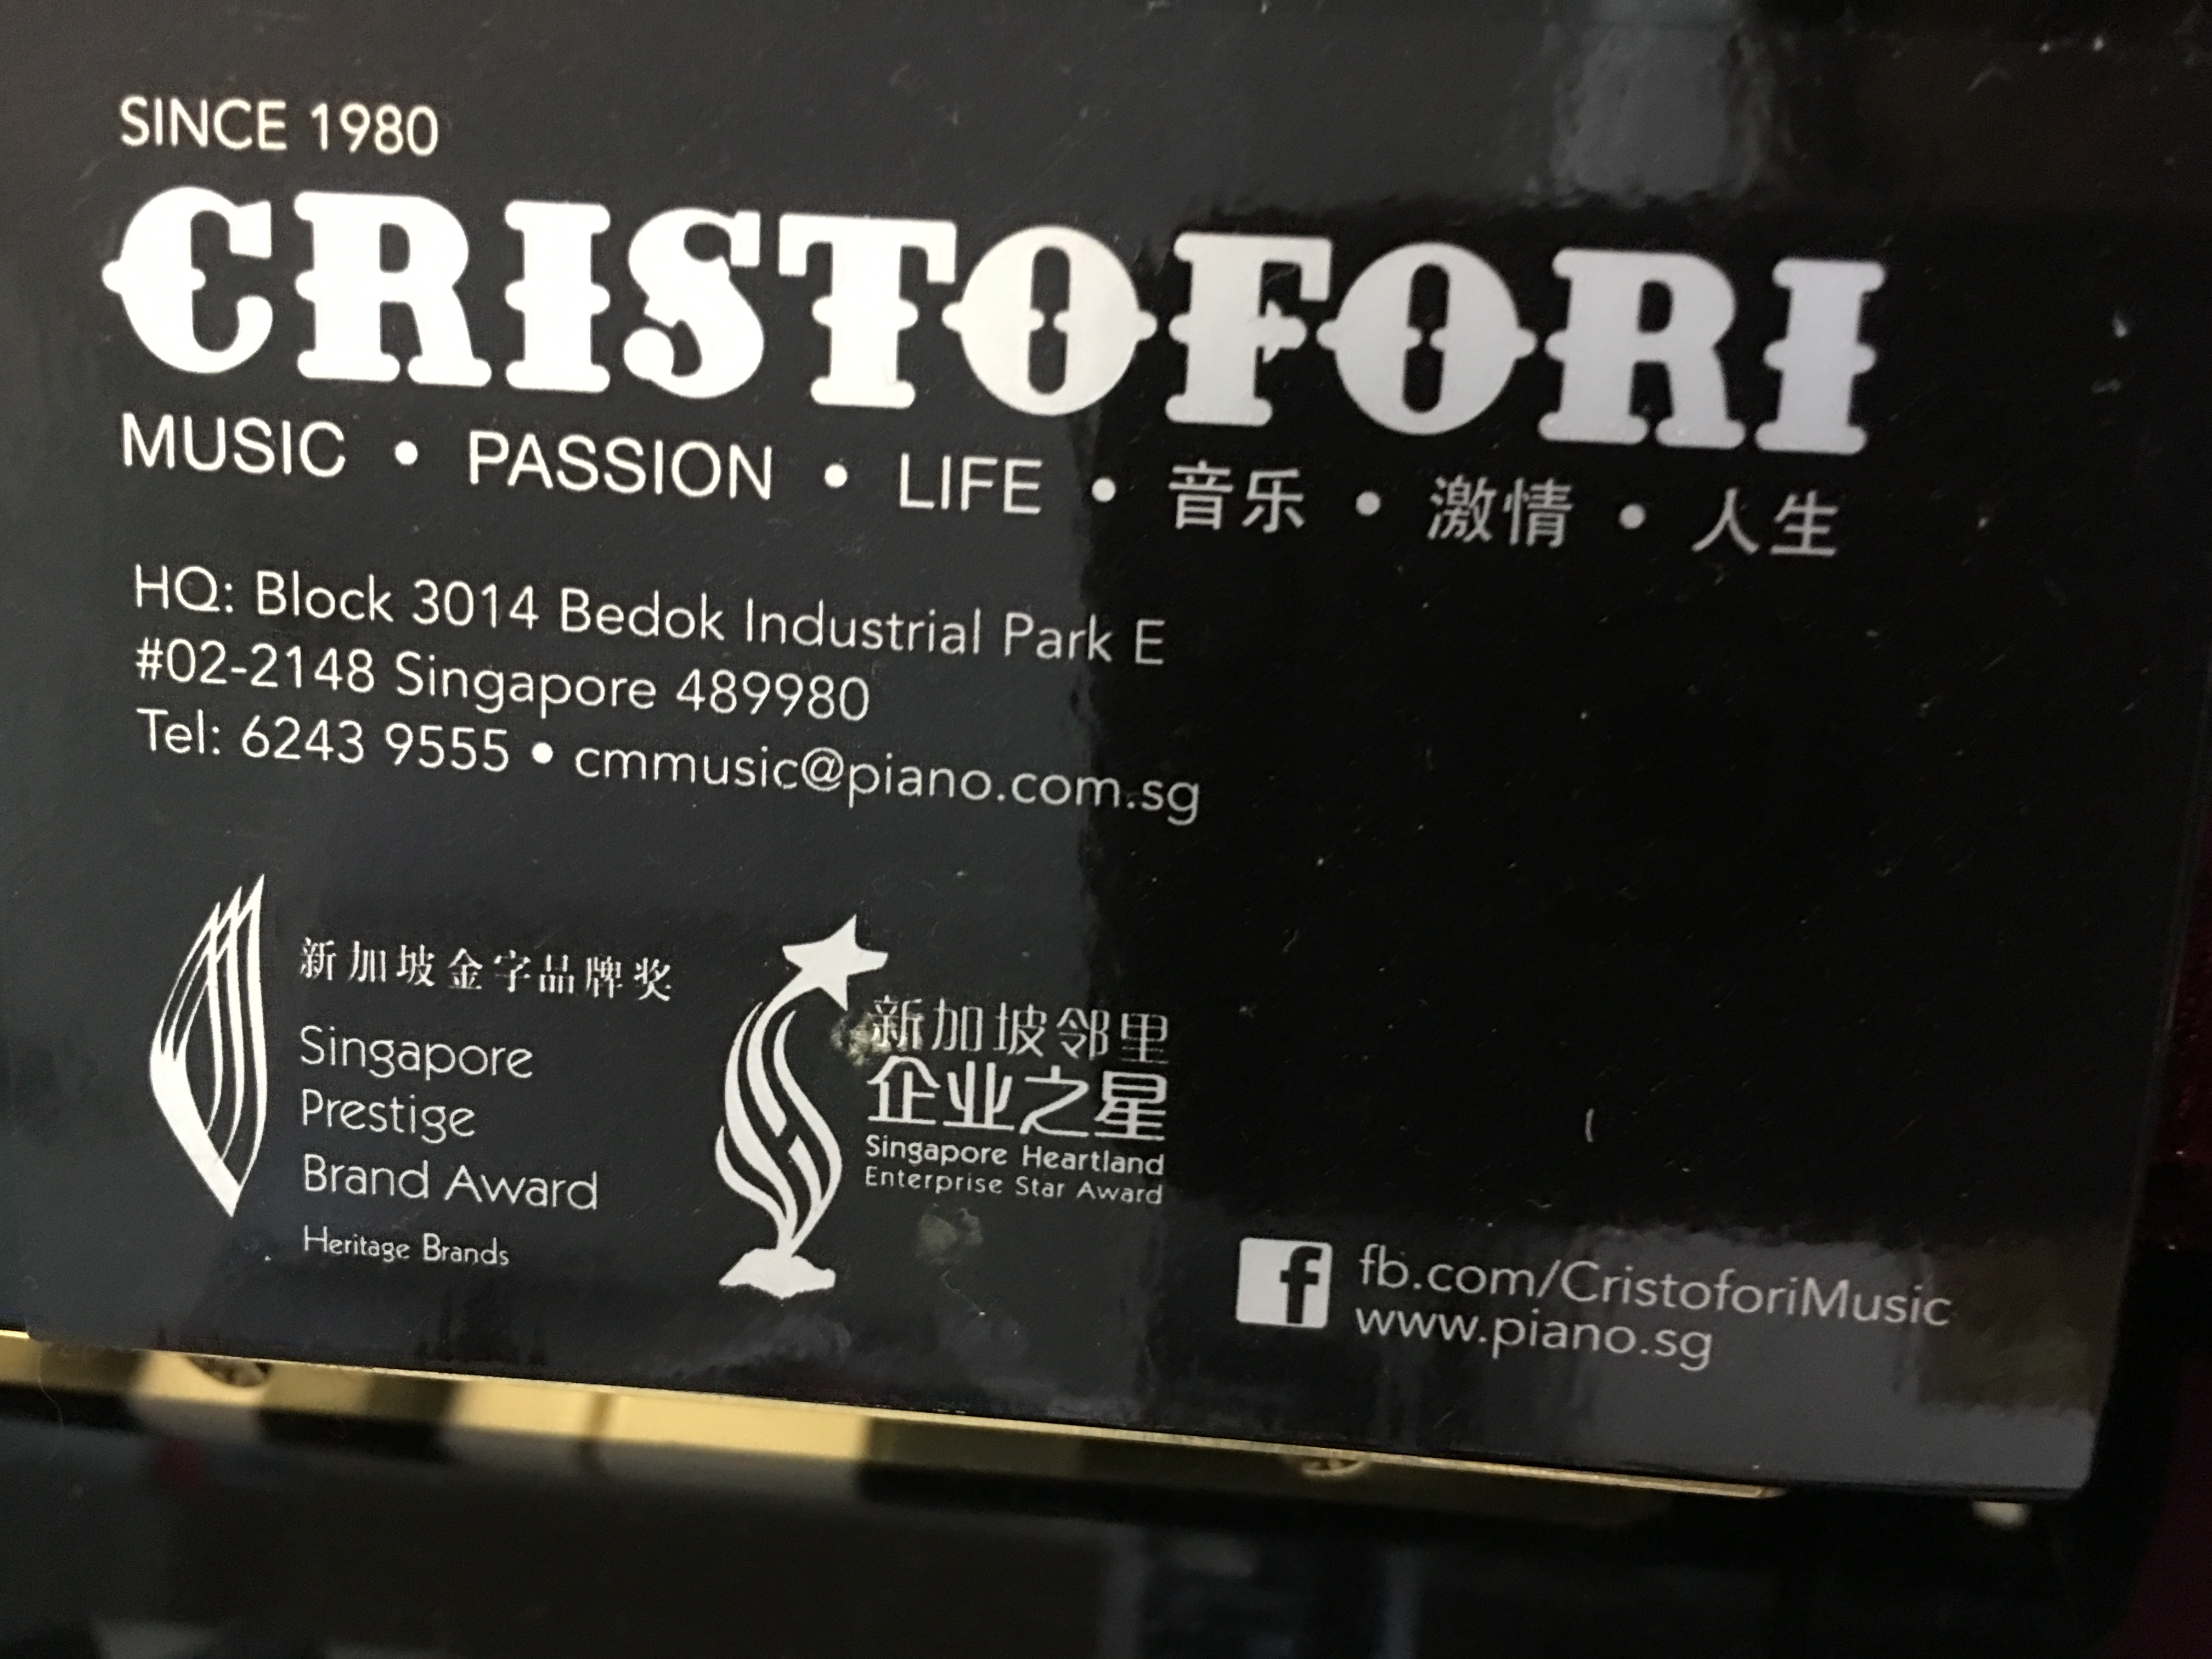 SINCE 1980
CRISTOFORI
MUSIC • PASSION • LIFE • 音乐 • 激情 • 人生
HQ: Block 3014 Bedok Industrial Park E
#02-2148 Singapore 489980
Tel: 6243 9555 • cmmusic@piano.com.sg
新加坡金字品牌奖
Singapore
Prestige
Brand Award
Heritage Brands
新加坡邻里
企业之星
Singapore Heartland
Enterprise Star Award
f fb.com/CristoforiMusic
www.piano.sg